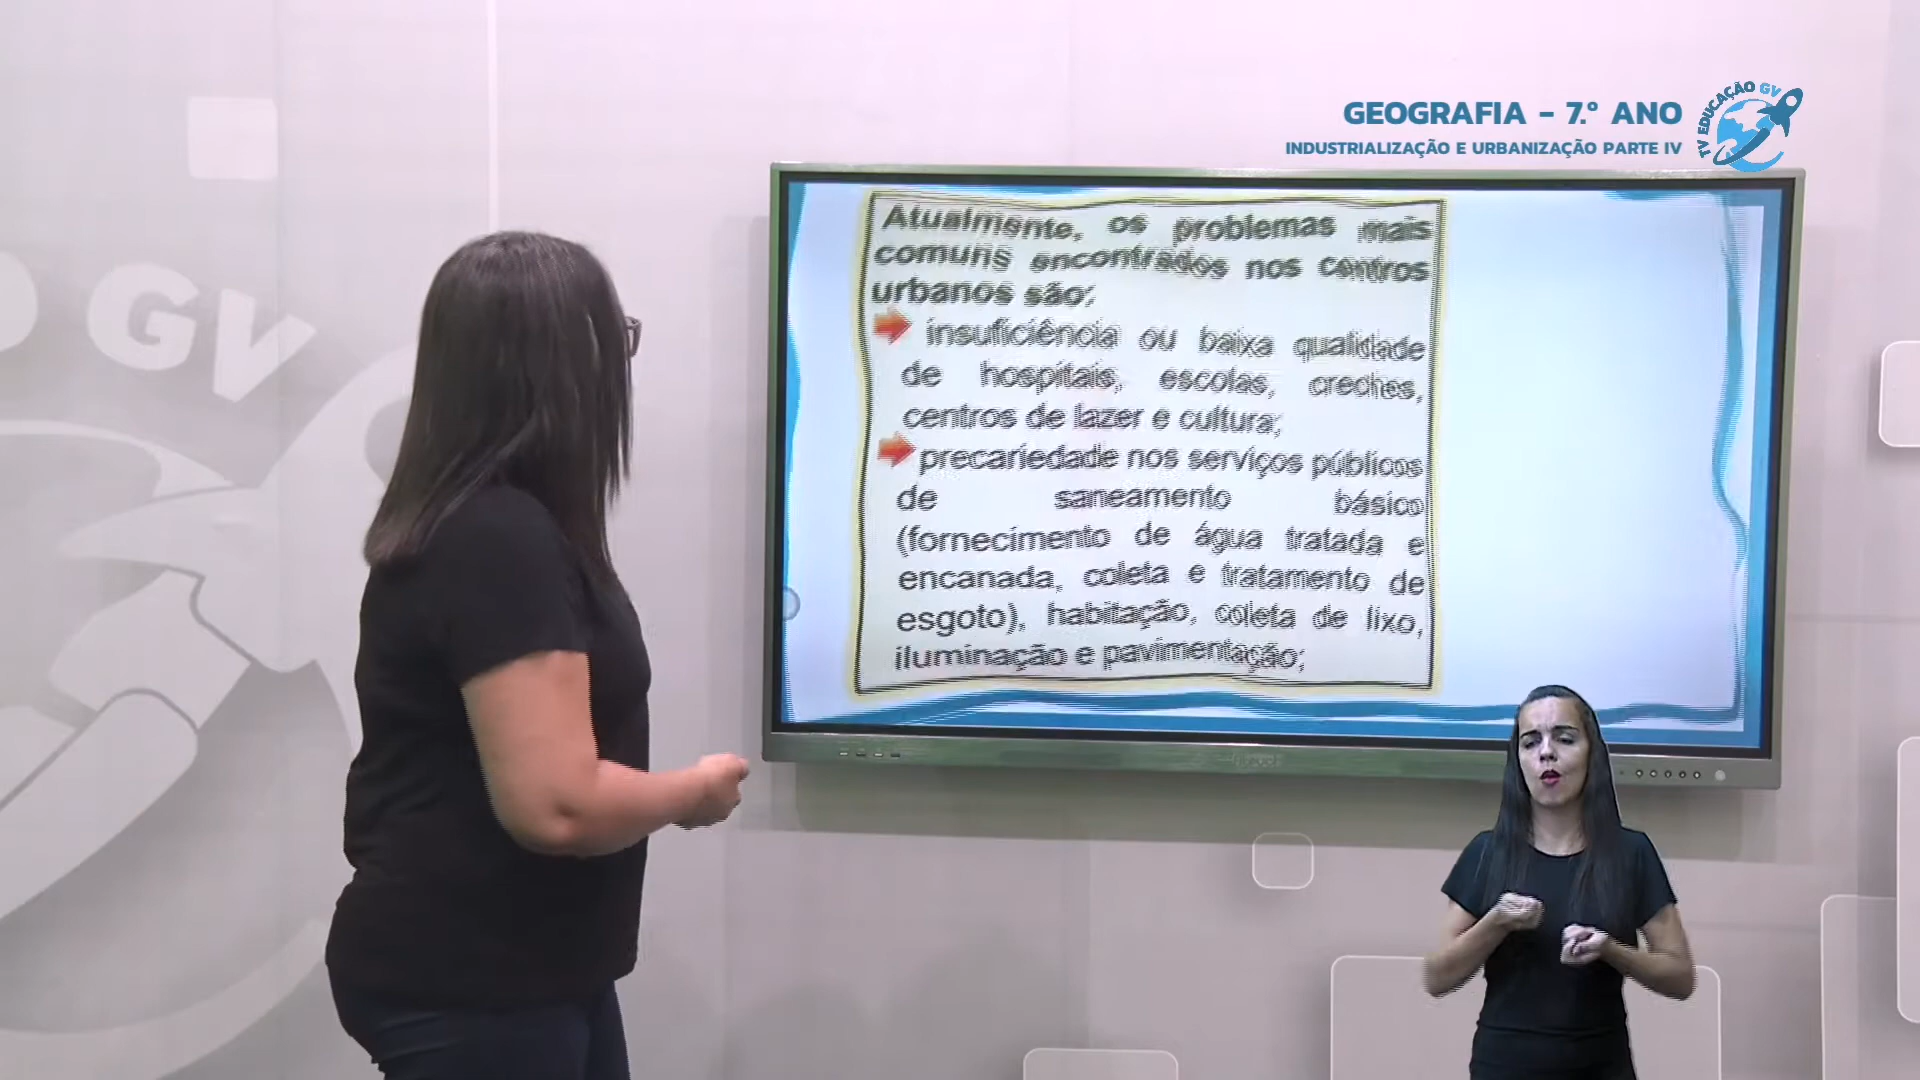 GEOGRAFIA - 7.º ANO
INDUSTRIALIZAÇÃO E URBANIZAÇÃO PARTE IV
TV EDUCAÇÃO GV
Atualmente, os problemas mais
comuns encontrados nos centros
urbanos são:
insuficiência ou baixa qualidade
de hospitais, escolas, creches,
centros de lazer e cultura;
precariedade nos serviços públicos
de saneamento básico
(fornecimento de água tratada e
encanada, coleta e tratamento de
esgoto), habitação, coleta de lixo,
iluminação e pavimentação;
GV